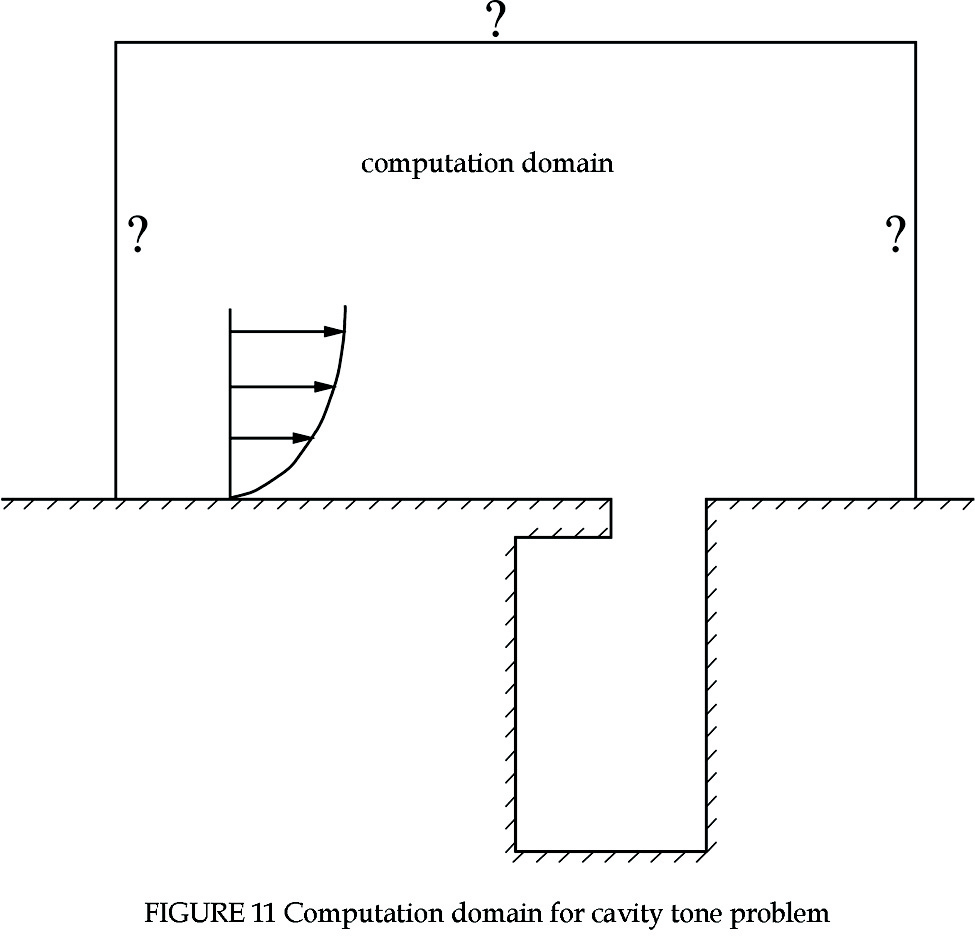 ?
computation domain
? ?
FIGURE 11 Computation domain for cavity tone problem